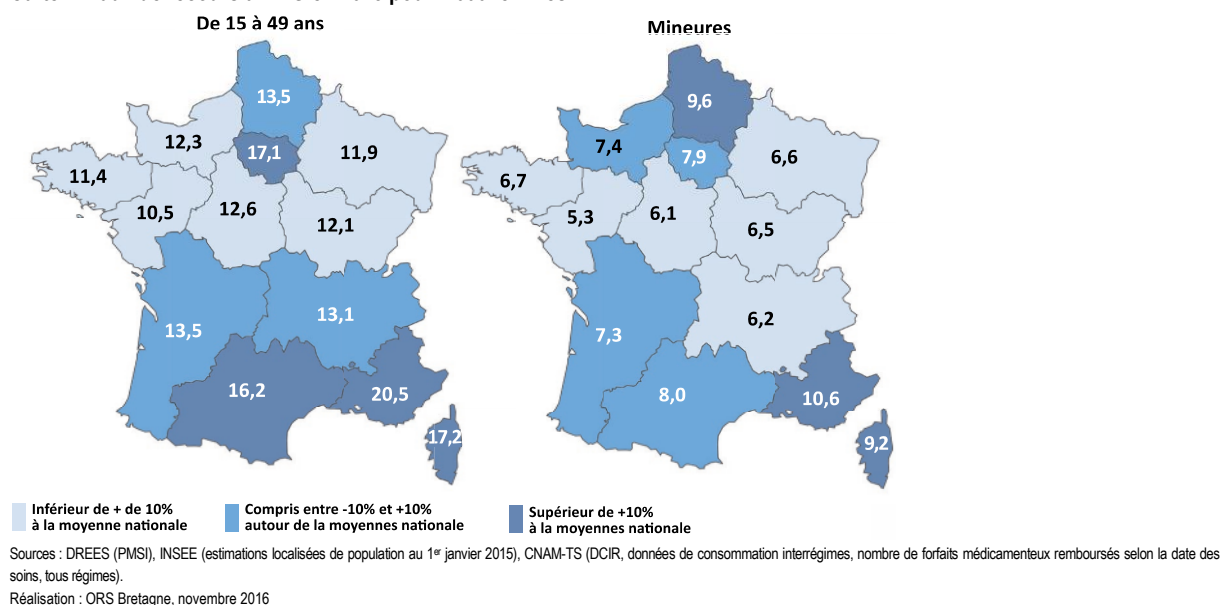 De 15 à 49 ans
Mineures
13,5
12,3
17,1
11,9
11,4
10,5
12,6
12,1
13,5
13,1
16,2
20,5
17,2
9,6
7,4
7,9
6,6
6,7
5,3
6,1
6,5
7,3
6,2
8,0
10,6
9,2
Inférieur de + de 10%
à la moyenne nationale
Compris entre -10% et +10%
autour de la moyennes nationale
Supérieur de +10%
à la moyennes nationale
Sources : DREES (PMSI), INSEE (estimations localisées de population au 1er janvier 2015), CNAM-TS (DCIR, données de consommation interrégimes, nombre de forfaits médicamenteux remboursés selon la date des
soins, tous régimes).
Réalisation : ORS Bretagne, novembre 2016